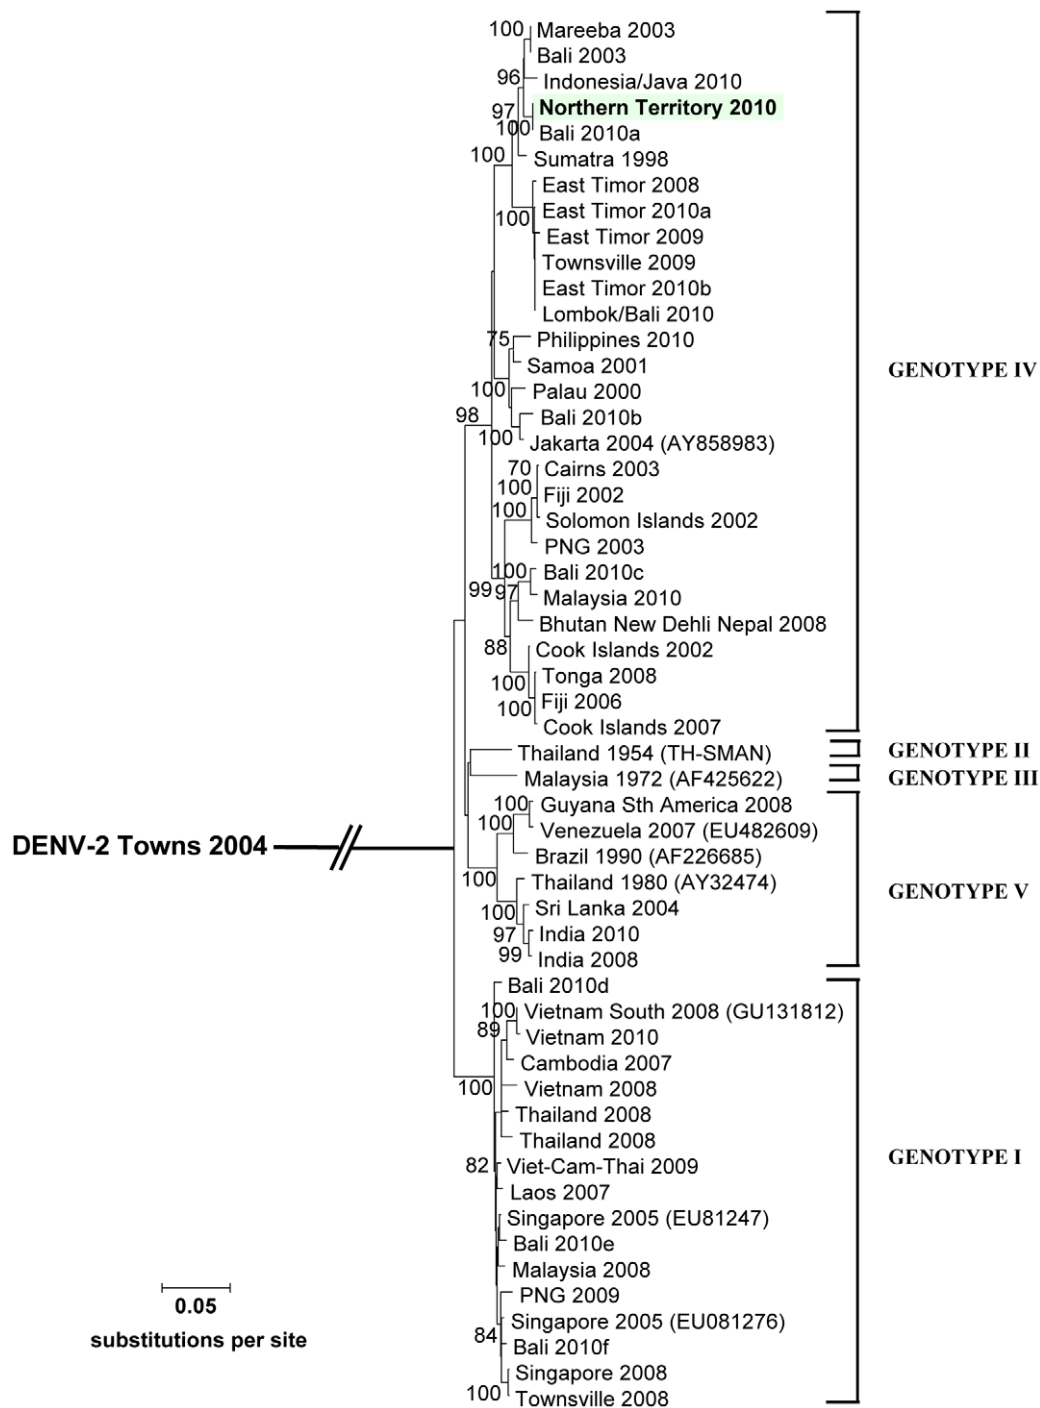 100
Mareeba 2003
Bali 2003
96
Indonesia/Java 2010
97
Northern Territory 2010
100
Bali 2010a
100
Sumatra 1998
East Timor 2008
100
East Timor 2010a
East Timor 2009
Townsville 2009
East Timor 2010b
Lombok/Bali 2010
75
Philippines 2010
Samoa 2001
GENOTYPE IV
100
Palau 2000
98
Bali 2010b
100
Jakarta 2004 (AY858983)
70
Cairns 2003
100
Fiji 2002
100
Solomon Islands 2002
PNG 2003
100
Bali 2010c
99
97
Malaysia 2010
Bhutan New Dehli Nepal 2008
88
Cook Islands 2002
100
Tonga 2008
100
Fiji 2006
Cook Islands 2007
Thailand 1954 (TH-SMAN)
GENOTYPE II
Malaysia 1972 (AF425622)
GENOTYPE III
100
Guyana Sth America 2008
100
Venezuela 2007 (EU482609)
DENV-2 Towns 2004
Brazil 1990 (AF226685)
100
Thailand 1980 (AY32474)
GENOTYPE V
100
Sri Lanka 2004
97
India 2010
99
India 2008
Bali 2010d
100
Vietnam South 2008 (GU131812)
89
Vietnam 2010
Cambodia 2007
100
Vietnam 2008
Thailand 2008
Thailand 2008
82
Viet-Cam-Thai 2009
GENOTYPE I
Laos 2007
Singapore 2005 (EU81247)
Bali 2010e
Malaysia 2008
PNG 2009
Singapore 2005 (EU081276)
84
Bali 2010f
Singapore 2008
100
Townsville 2008
0.05
substitutions per site